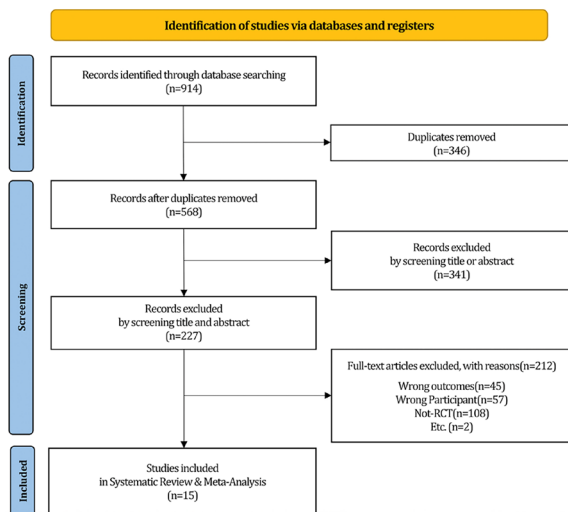 Identification of studies via databases and registers
Identification
Records identified through database searching
(n=914)
Duplicates removed
(n=346)
Screening
Records after duplicates removed
(n=568)
Records excluded
by screening title or abstract
(n=341)
Records excluded
by screening title and abstract
(n=227)
Full-text articles excluded, with reasons(n=212)
Wrong outcomes(n=45)
Wrong Participant(n=57)
Not-RCT(n=108)
Etc. (n=2)
Included
Studies included
in Systematic Review & Meta-Analysis
(n=15)